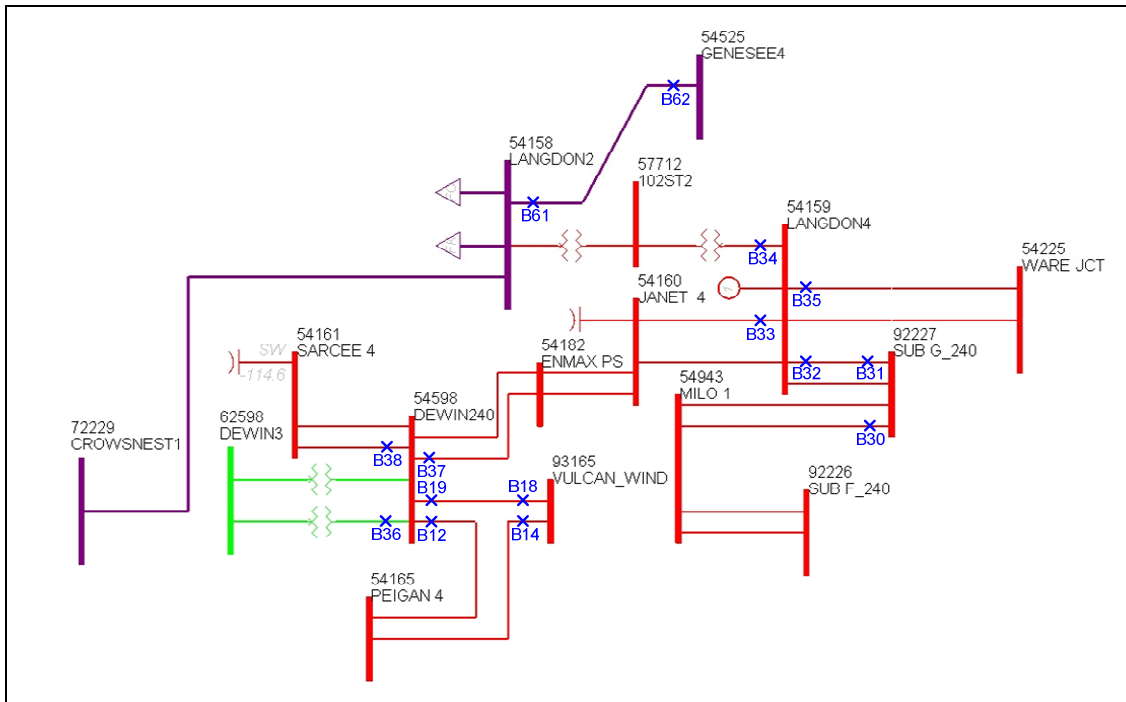 54525
GENESEE4
B62
54158
LANGDON2
57712
102ST2
B61
54159
LANGDON4
B34
54225
WARE JCT
54160
JANET 4
B35
B33
54161
SARCEE 4
SW
-114.6
54182
ENMAX PS
92227
SUB G_240
B32
B31
54943
MILO 1
54598
DEWIN240
62598
DEWIN3
72229
CROWSNEST1
B30
B38
B37
93165
VULCAN_WIND
B19
B18
92226
SUB F_240
B36
B12
B14
54165
PEIGAN 4